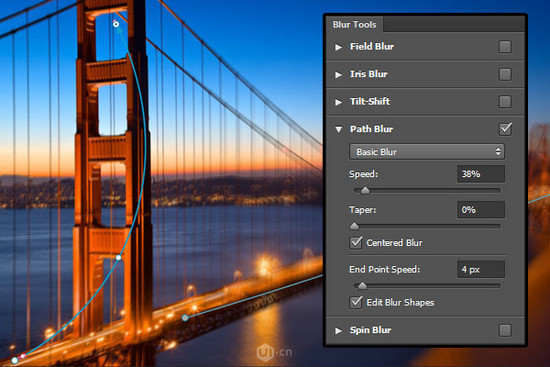 Blur Tools
Field Blur
Iris Blur
Tilt-Shift
Path Blur
Basic Blur
Speed: 38%
Taper: 0%
Centered Blur
End Point Speed: 4 px
Edit Blur Shapes
Spin Blur
UI·cn